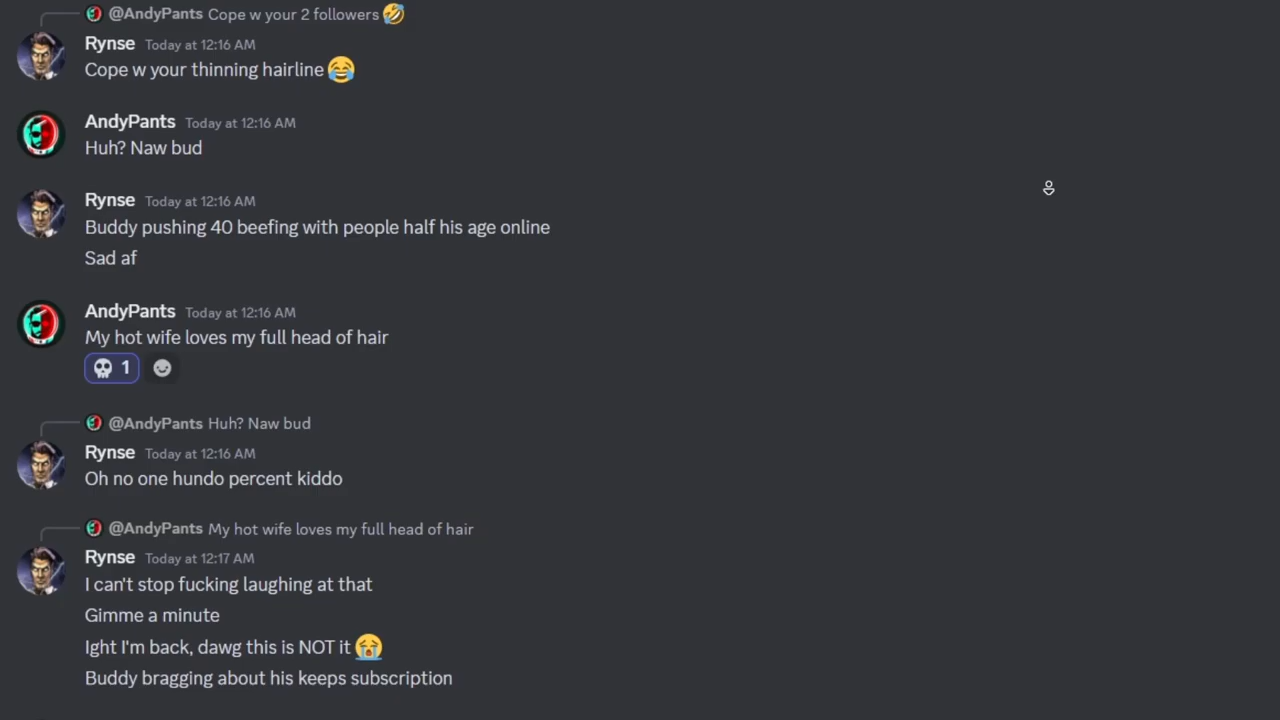 @AndyPants Cope w your 2 followers 🤣
Rynse Today at 12:16 AM
Cope w your thinning hairline 😂
AndyPants Today at 12:16 AM
Huh? Naw bud
Rynse Today at 12:16 AM
Buddy pushing 40 beefing with people half his age online
Sad af
AndyPants Today at 12:16 AM
My hot wife loves my full head of hair
💀 1
@AndyPants Huh? Naw bud
Rynse Today at 12:16 AM
Oh no one hundo percent kiddo
@AndyPants My hot wife loves my full head of hair
Rynse Today at 12:17 AM
I can't stop fucking laughing at that
Gimme a minute
Ight I'm back, dawg this is NOT it 😭
Buddy bragging about his keeps subscription